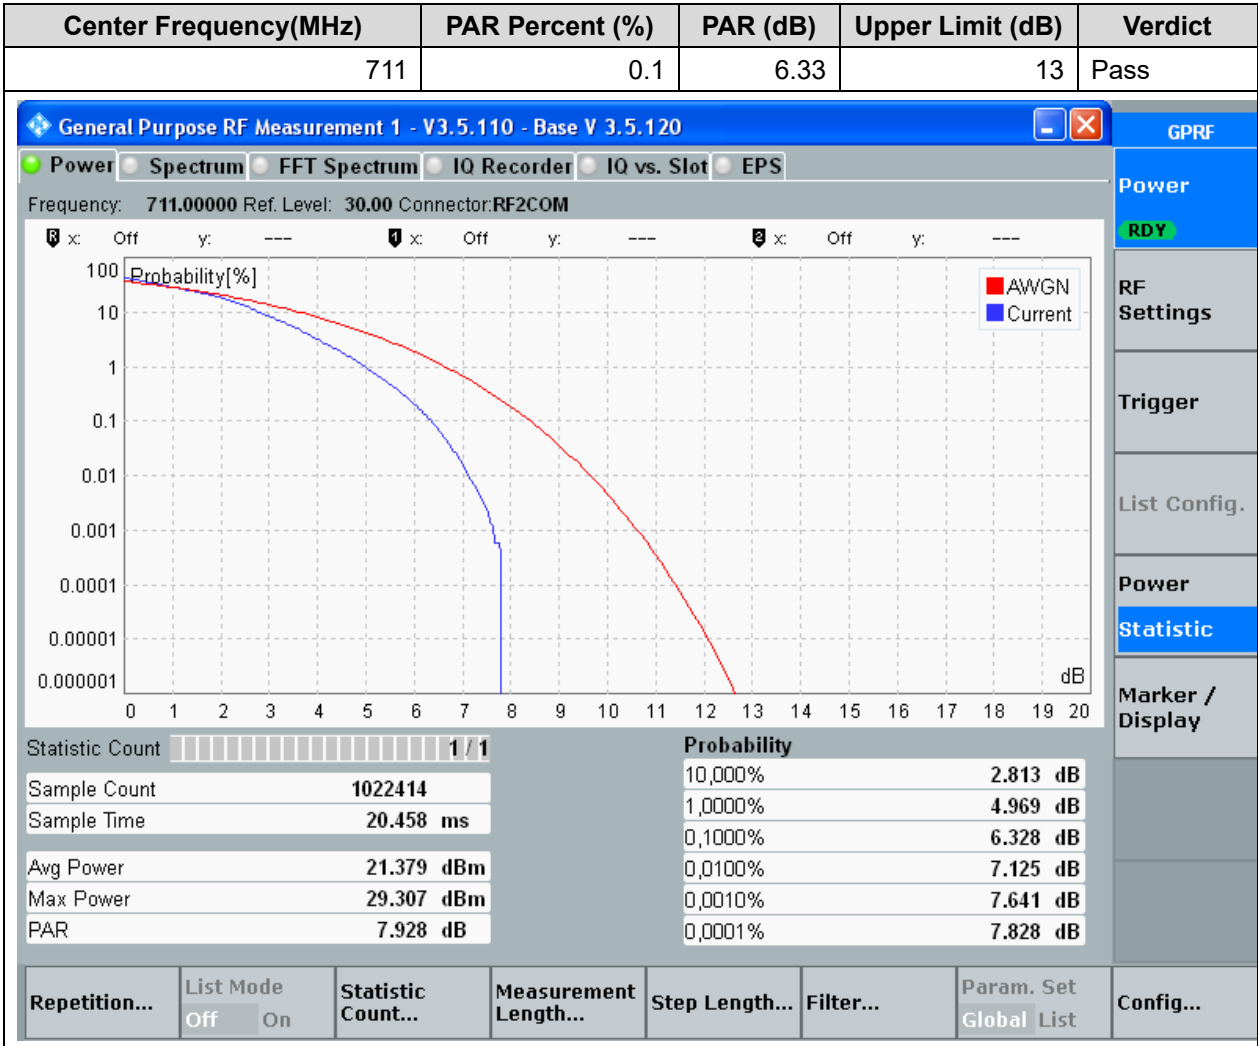 Center Frequency(MHz) PAR Percent (%) PAR (dB) Upper Limit (dB) Verdict
711 0.1 6.33 13 Pass
General Purpose RF Measurement 1 - V3.5.110 - Base V 3.5.120
GPRF
Power Spectrum FFT Spectrum IQ Recorder IQ vs. Slot EPS
Power
RDY
Frequency: 711.00000 Ref. Level: 30.00 Connector:RF2COM
R x: Off y: --- 1 x: Off y: --- 2 x: Off y: ---
Probability[%]
AWGN
Current
100
10
1
0.1
0.01
0.001
0.0001
0.00001
0.000001
dB
0 1 2 3 4 5 6 7 8 9 10 11 12 13 14 15 16 17 18 19 20
RF
Settings
Trigger
List Config.
Power
Statistic
Marker /
Display
Statistic Count 1 / 1
Sample Count 1022414
Sample Time 20.458 ms
Avg Power 21.379 dBm
Max Power 29.307 dBm
PAR 7.928 dB
Probability
10,000% 2.813 dB
1,0000% 4.969 dB
0,1000% 6.328 dB
0,0100% 7.125 dB
0,0010% 7.641 dB
0,0001% 7.828 dB
Repetition...
List Mode
Off On
Statistic
Count...
Measurement
Length...
Step Length...
Filter...
Param. Set
Global List
Config...